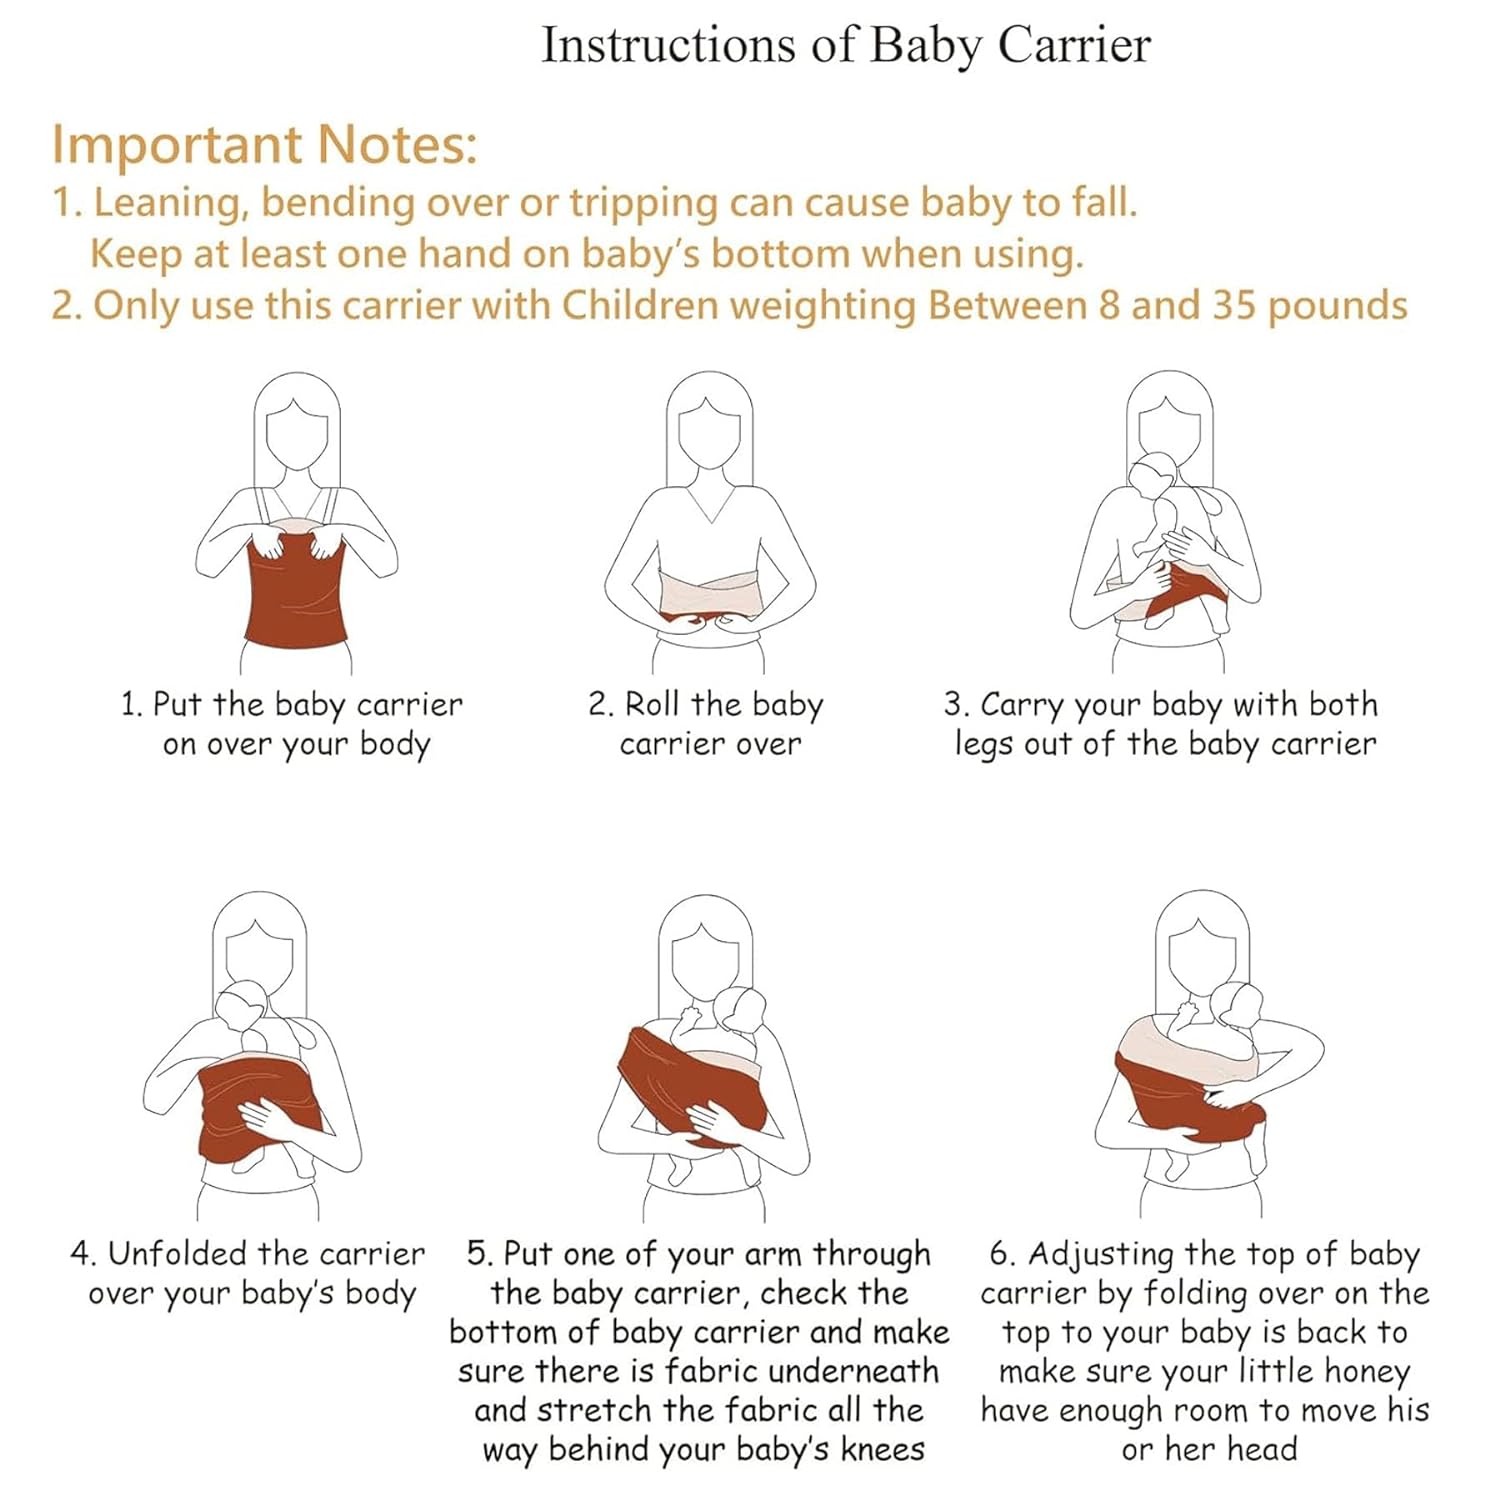 Instructions of Baby Carrier
Important Notes:
1. Leaning, bending over or tripping can cause baby to fall.
Keep at least one hand on baby’s bottom when using.
2. Only use this carrier with Children weighting Between 8 and 35 pounds
1. Put the baby carrier
on over your body
2. Roll the baby
carrier over
3. Carry your baby with both
legs out of the baby carrier
4. Unfolded the carrier
over your baby's body
5. Put one of your arm through
the baby carrier, check the
bottom of baby carrier and make
sure there is fabric underneath
and stretch the fabric all the
way behind your baby's knees
6. Adjusting the top of baby
carrier by folding over on the
top to your baby is back to
make sure your little honey
have enough room to move his
or her head